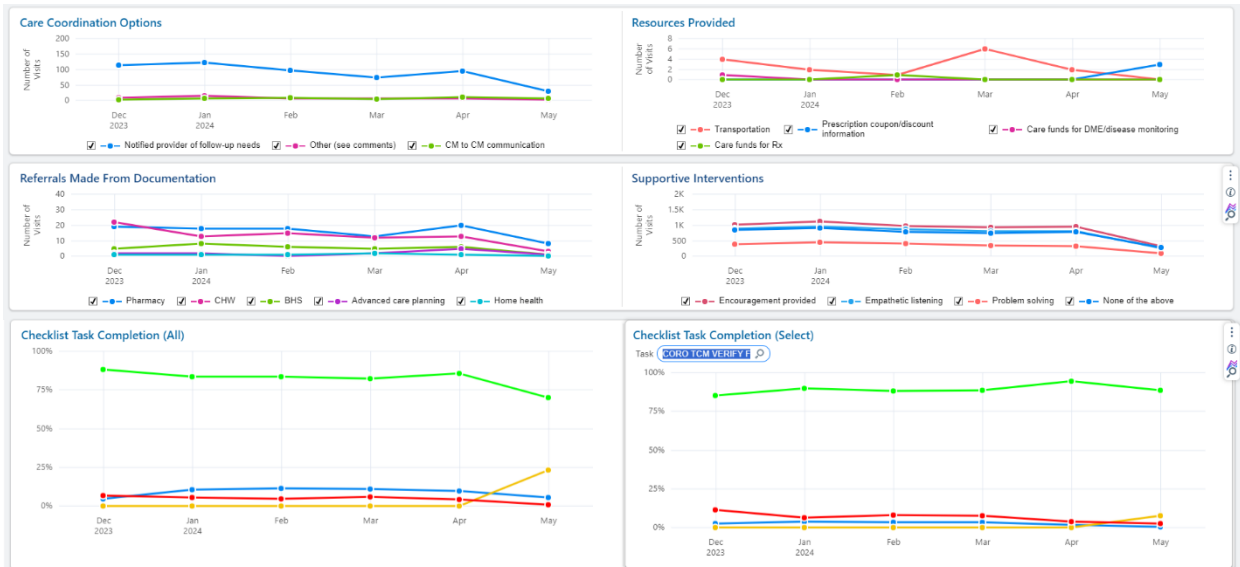 Care Coordination Options
Number of Visits
200
150
100
50
0
Dec 2023
Jan 2024
Feb
Mar
Apr
May
Notified provider of follow-up needs
Other (see comments)
CM to CM communication
Resources Provided
Number of Visits
8
6
4
2
0
Dec 2023
Jan 2024
Feb
Mar
Apr
May
Transportation
Prescription coupon/discount information
Care funds for DME/disease monitoring
Care funds for Rx
Referrals Made From Documentation
Number of Visits
40
30
20
10
0
Dec 2023
Jan 2024
Feb
Mar
Apr
May
Pharmacy
CHW
BHS
Advanced care planning
Home health
Supportive Interventions
Number of Visits
2K
1.5K
1K
500
0
Dec 2023
Jan 2024
Feb
Mar
Apr
May
Encouragement provided
Empathetic listening
Problem solving
None of the above
Checklist Task Completion (All)
100%
75%
50%
25%
0%
Dec 2023
Jan 2024
Feb
Mar
Apr
May
Checklist Task Completion (Select)
Task CORO TCM VERIFY F
100%
75%
50%
25%
0%
Dec 2023
Jan 2024
Feb
Mar
Apr
May